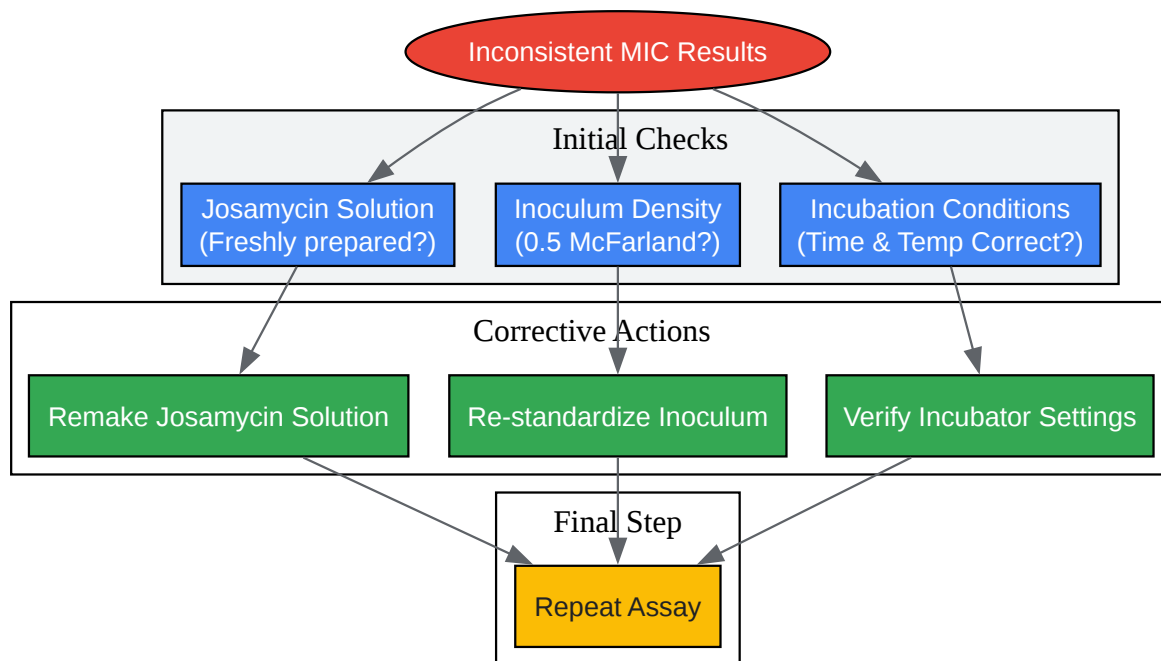 Inconsistent MIC Results
Initial Checks
Josamycin Solution
(Freshly prepared?)
Inoculum Density
(0.5 McFarland?)
Incubation Conditions
(Time & Temp Correct?)
Corrective Actions
Remake Josamycin Solution
Re-standardize Inoculum
Verify Incubator Settings
Final Step
Repeat Assay